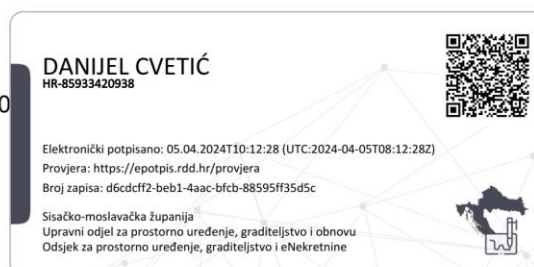 DANIJEL CVETIĆ
HR-85933420938
0
Elektronički potpisano: 05.04.2024T10:12:28 (UTC:2024-04-05T08:12:28Z)
Provjera: https://epotpis.rdd.hr/provjera
Broj zapisa: d6cdcff2-beb1-4aac-bfcb-88595ff35d5c
Sisačko-moslavačka županija
Upravni odjel za prostorno uređenje, graditeljstvo i obnovu
Odsjek za prostorno uređenje, graditeljstvo i eNekretnine